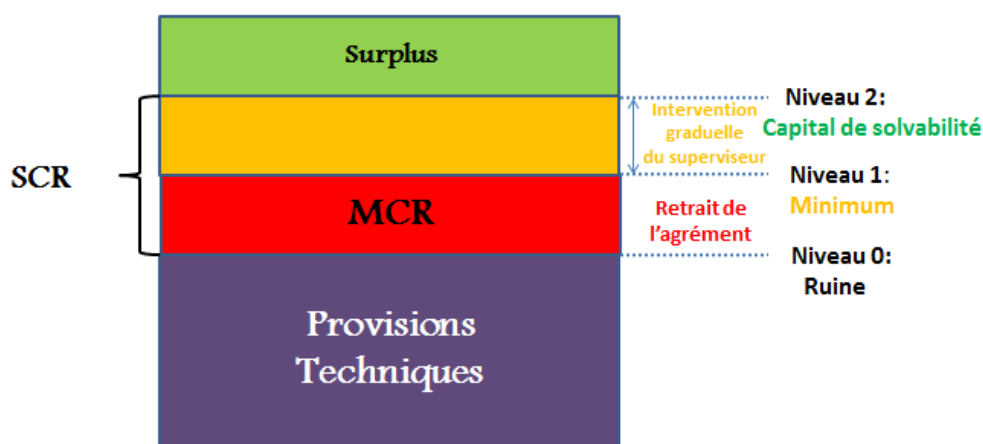 Surplus
SCR
MCR
Provisions
Techniques
Intervention
graduelle
du superviseur
Retrait de
l'agrément
Niveau 2:
Capital de solvabilité
Niveau 1:
Minimum
Niveau 0:
Ruine